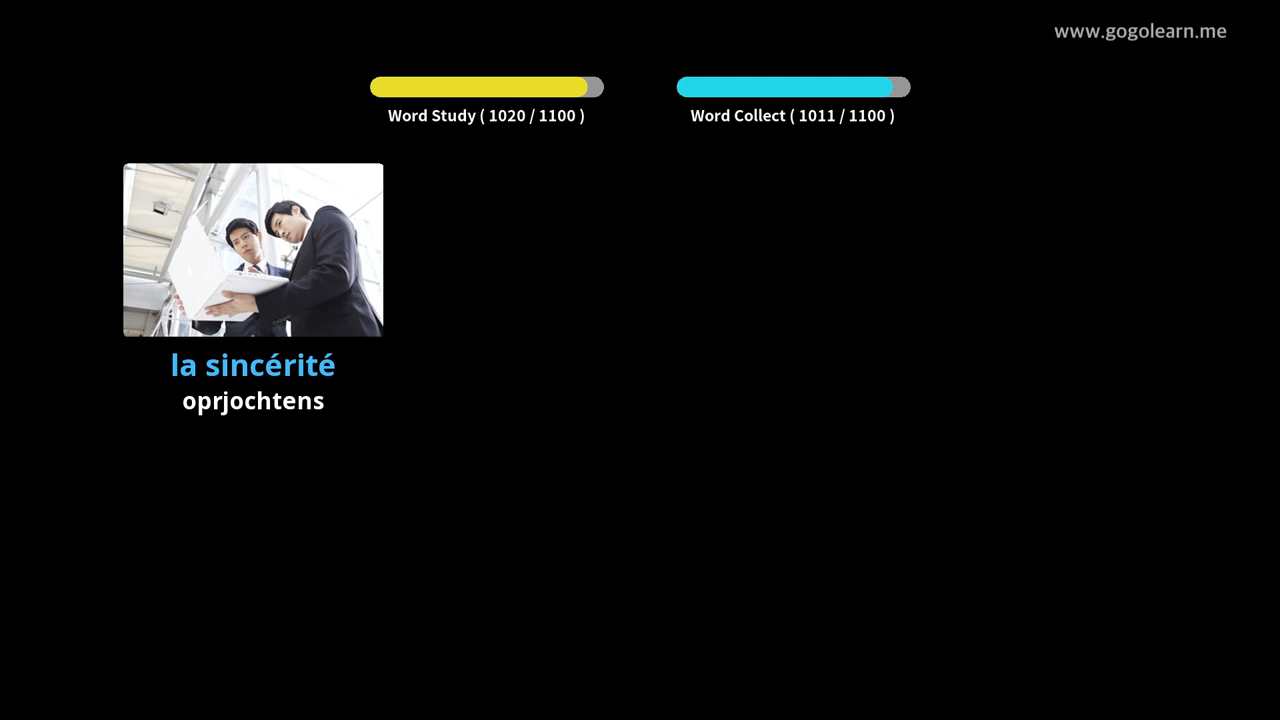 www.gogolearn.me
Word Study ( 1020 / 1100 )
Word Collect ( 1011 / 1100 )
la sincérité
oprjochtens